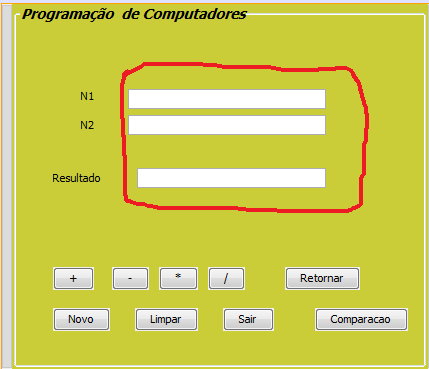 Programação de Computadores
N1
N2
Resultado
+ - * / Retornar
Novo Limpar Sair Comparacao